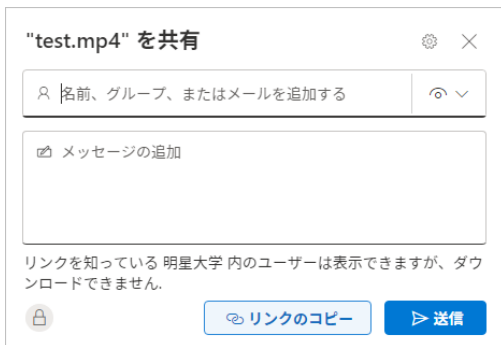 "test.mp4" を共有
名前、グループ、またはメールを追加する
メッセージの追加
リンクを知っている 明星大学 内のユーザーは表示できますが、ダウ
ンロードできません.
リンクのコピー
送信